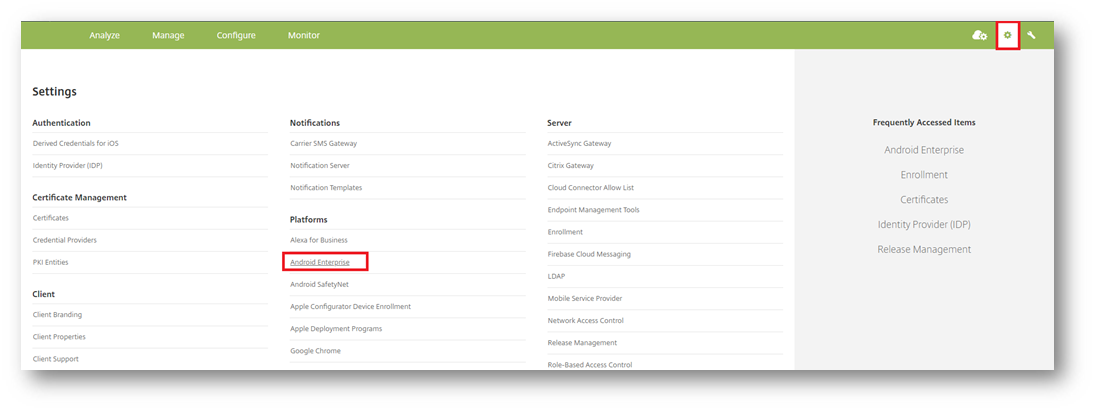 Analyze Manage Configure Monitor
Settings
Authentication
Derived Credentials for iOS
Identity Provider (IDP)
Certificate Management
Certificates
Credential Providers
PKI Entities
Client
Client Branding
Client Properties
Client Support
Notifications
Carrier SMS Gateway
Notification Server
Notification Templates
Platforms
Alexa for Business
Android Enterprise
Android SafetyNet
Apple Configurator Device Enrollment
Apple Deployment Programs
Google Chrome
Server
ActiveSync Gateway
Citrix Gateway
Cloud Connector Allow List
Endpoint Management Tools
Enrollment
Firebase Cloud Messaging
LDAP
Mobile Service Provider
Network Access Control
Release Management
Role-Based Access Control
Frequently Accessed Items
Android Enterprise
Enrollment
Certificates
Identity Provider (IDP)
Release Management